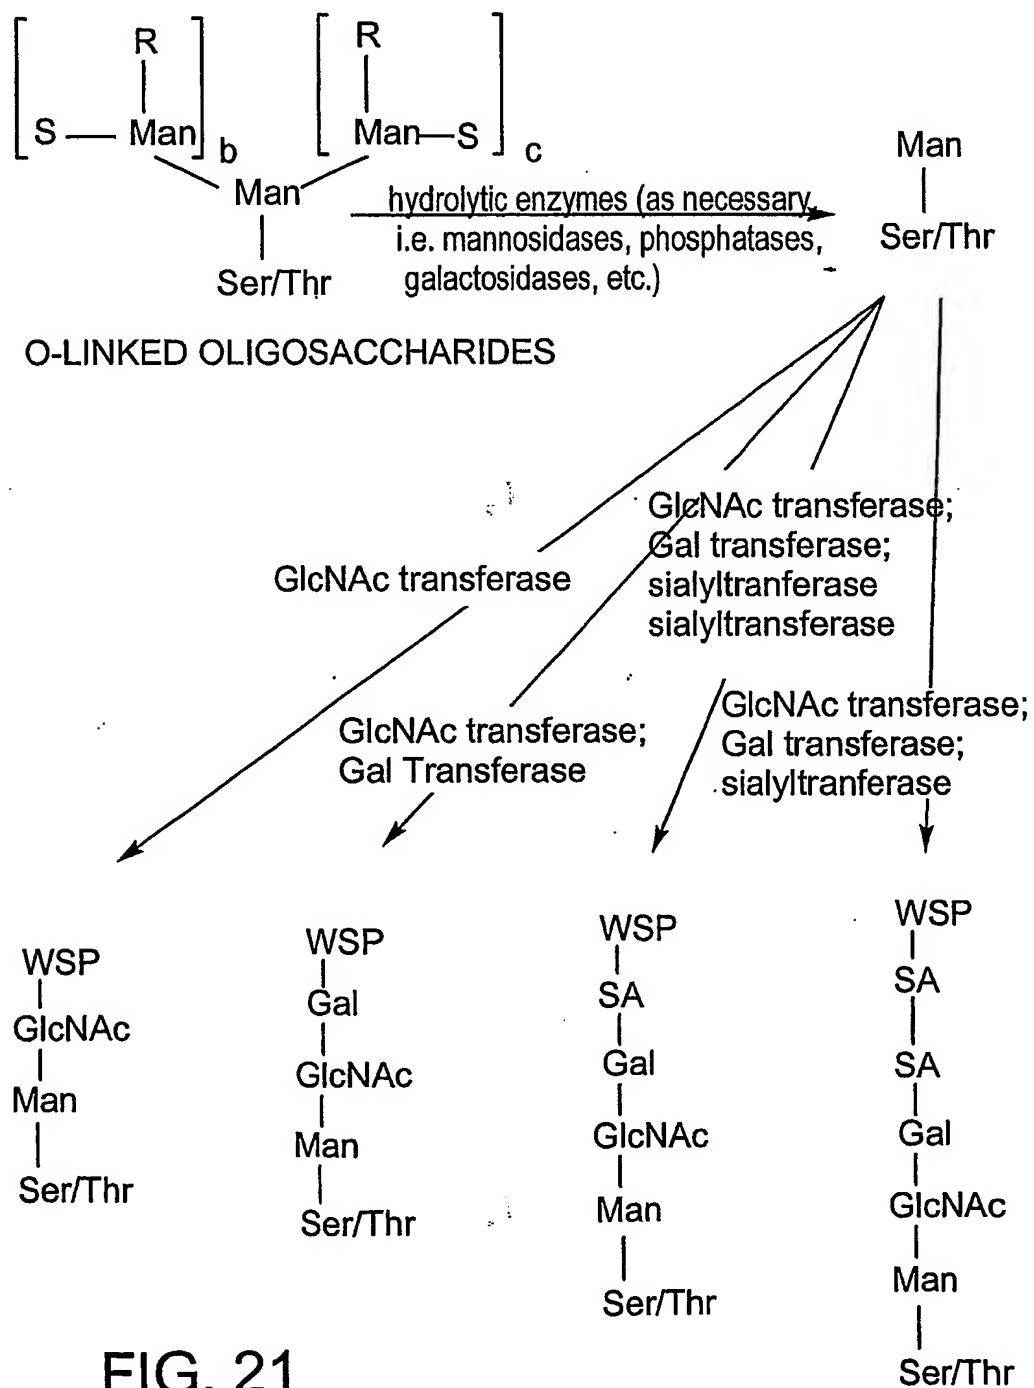 R R
S Man b Man S c
Man
Ser/Thr
O-LINKED OLIGOSACCHARIDES
hydrolytic enzymes (as necessary,
i.e. mannosidases, phosphatases,
galactosidases, etc.)
Man
Ser/Thr
GlcNAc transferase
GlcNAc transferase;
Gal Transferase
GlcNAc transferase;
Gal transferase;
sialyltranferase
sialyltransferase
GlcNAc transferase;
Gal transferase;
sialyltranferase
WSP
GlcNAc
Man
Ser/Thr
WSP
Gal
GlcNAc
Man
Ser/Thr
WSP
SA
Gal
GlcNAc
Man
Ser/Thr
WSP
SA
SA
Gal
GlcNAc
Man
Ser/Thr
FIG. 21